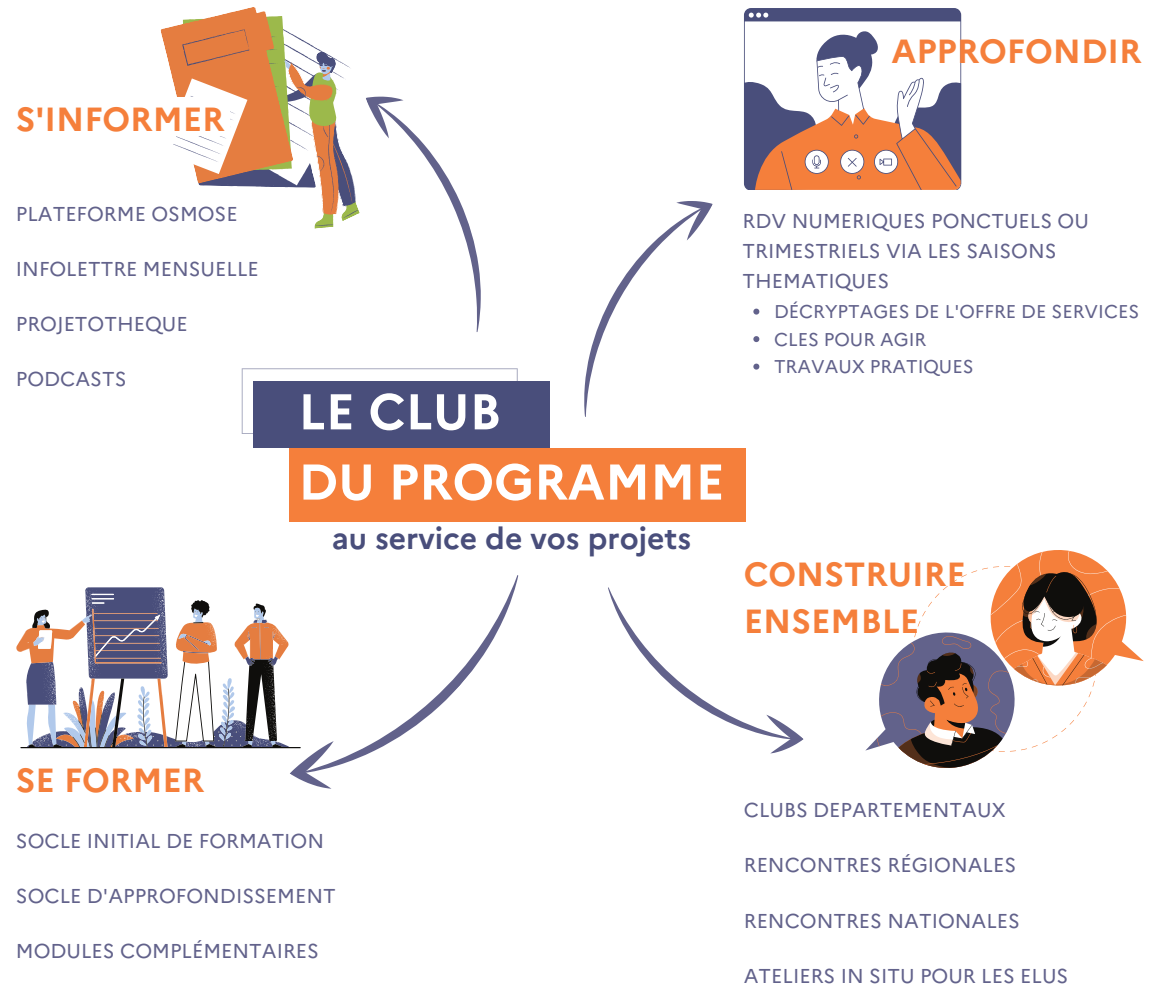 S'INFORMER
PLATEFORME OSMOSE
INFOLETTRE MENSUELLE
PROJETOTHEQUE
PODCASTS
APPROFONDIR
RDV NUMERIQUES PONCTUELS OU
TRIMESTRIELS VIA LES SAISONS
THEMATIQUES
• DÉCRYPTAGES DE L'OFFRE DE SERVICES
• CLES POUR AGIR
• TRAVAUX PRATIQUES
LE CLUB
DU PROGRAMME
au service de vos projets
SE FORMER
SOCLE INITIAL DE FORMATION
SOCLE D'APPROFONDISSEMENT
MODULES COMPLÉMENTAIRES
CONSTRUIRE
ENSEMBLE
CLUBS DEPARTEMENTAUX
RENCONTRES RÉGIONALES
RENCONTRES NATIONALES
ATELIERS IN SITU POUR LES ELUS